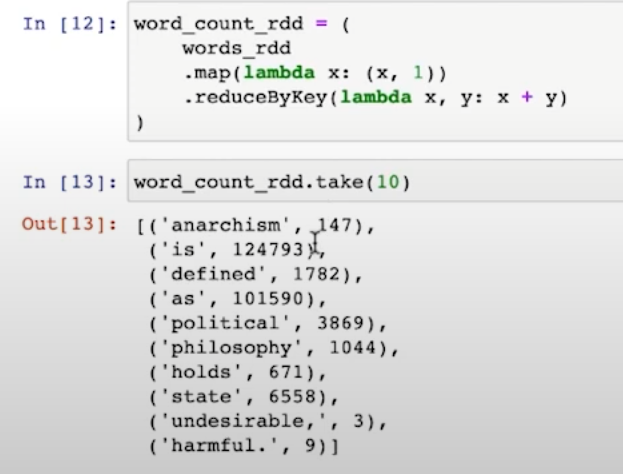 In [12]: word_count_rdd = (
words_rdd
.map(lambda x: (x, 1))
.reduceByKey(lambda x, y: x + y)
)
In [13]: word_count_rdd.take(10)
Out[13]: [('anarchism', 147),
('is', 124793),
('defined', 1782),
('as', 101590),
('political', 3869),
('philosophy', 1044),
('holds', 671),
('state', 6558),
('undesirable,', 3),
('harmful.', 9)]